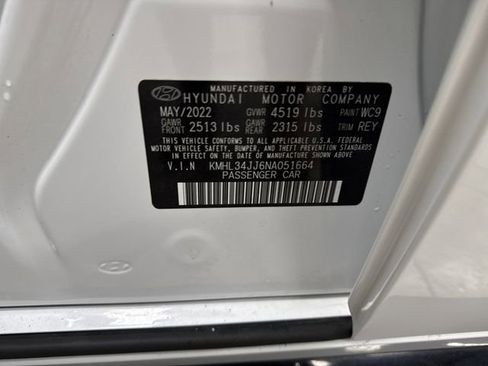 MANUFACTURED IN KOREA BY
HYUNDAI MOTOR COMPANY
MAY/2022 GVWR 4519 lbs PAINT WC9
GAWR FRONT 2513 lbs GAWR REAR 2315 lbs TRIM REY
THIS VEHICLE CONFORMS TO ALL APPLICABLE U.S.A. FEDERAL
MOTOR VEHICLE SAFETY, BUMPER, AND THEFT PREVENTION
STANDARDS IN EFFECT ON THE DATE OF MANUFACTURE SHOWN ABOVE.
V.I.N KMHL34JJ6NA051664
PASSENGER CAR